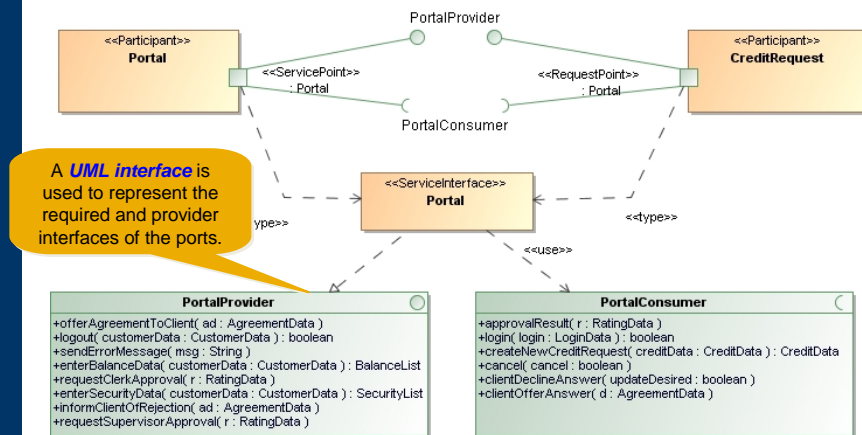 PortalProvider
<<Participant>>
Portal
<<Participant>>
CreditRequest
<<ServicePoint>>
: Portal
<<RequestPoint>>
: Portal
PortalConsumer
A UML interface is
used to represent the
required and provider
interfaces of the ports.
<<ServiceInterface>>
Portal
ype>>
<<type>>
<<use>>
PortalProvider
+offerAgreementToClient( ad : AgreementData )
+logout( customerData : CustomerData ) : boolean
+sendErrorMessage( msg : String )
+enterBalanceData( customerData : CustomerData ) : BalanceList
+requestClerkApproval( r : RatingData )
+enterSecurityData( customerData : CustomerData ) : SecurityList
+informClientOfRejection( ad : AgreementData )
+requestSupervisorApproval( r : RatingData )
PortalConsumer
+approvalResult( r : RatingData )
+login( login : LoginData ) : boolean
+createNewCreditRequest( creditData : CreditData ) : CreditData
+cancel( cancel : boolean )
+clientDeclineAnswer( updateDesired : boolean )
+clientOfferAnswer( d : AgreementData )